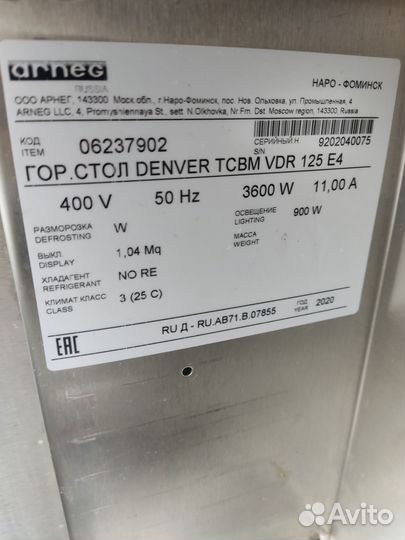 arneg
RUSSIA
НАРО - ФОМИНСК
ООО АРНЕГ, 143300 Моск.обл., г.Наро-Фоминск, пос. Нов. Ольховка, ул. Промышленная, 4
ARNEG LLC, 4, Promyshlennaya St., sett. N.Olkhovka, Nr Fm. Dst. Moscow region, 143300, Russia
КОД
ITEM
06237902
СЕРИЙНЫЙ Н.
S/N
9202040075
ГОР.СТОЛ DENVER TCBM VDR 125 E4
400 V 50 Hz 3600 W 11,00 A
РАЗМОРОЗКА
DEFROSTING
W
ОСВЕЩЕНИЕ
LIGHTING
900 W
ВЫКЛ.
DISPLAY
1,04 Mq
МАССА
WEIGHT
ХЛАДАГЕНТ
REFRIGERANT
NO RE
КЛИМАТ.КЛАСС
CLASS
3 (25 C)
ГОД
YEAR
2020
EAC
RU Д - RU.АВ71.В.07855
Avito